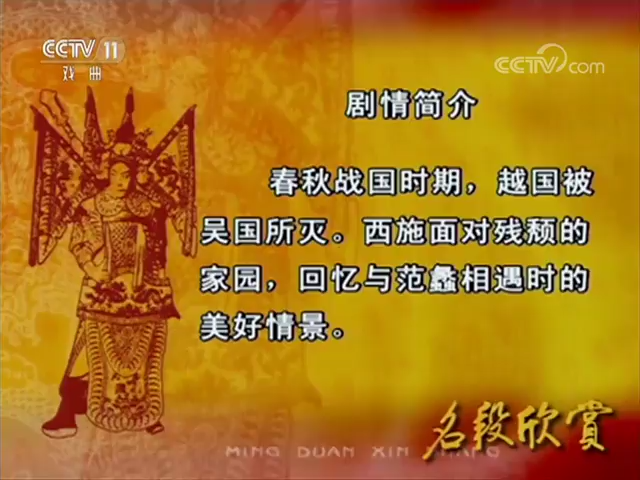 CCTV 11
戏曲
CCTV.com
剧情简介
春秋战国时期，越国被
吴国所灭。西施面对残颓的
家园，回忆与范蠡相遇时的
美好情景。
名段欣赏
MING DUAN XIN SHANG